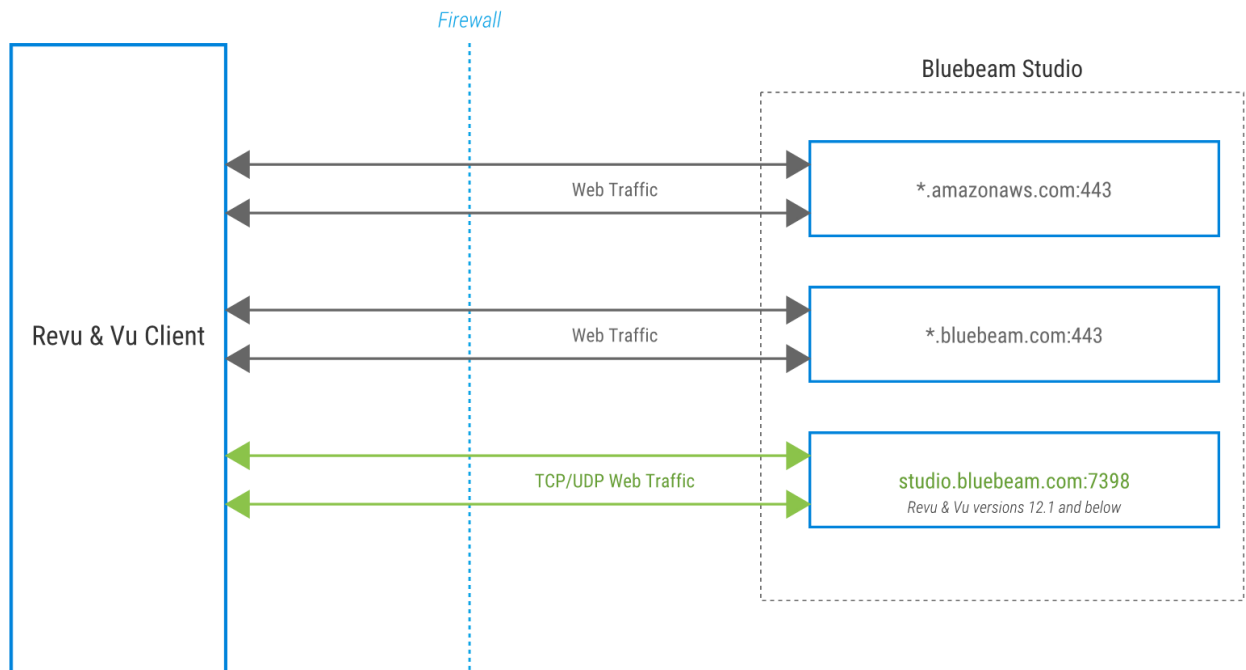 Firewall
Bluebeam Studio
Web Traffic
*.amazonaws.com:443
Revu & Vu Client
Web Traffic
*.bluebeam.com:443
TCP/UDP Web Traffic
studio.bluebeam.com:7398
Revu & Vu versions 12.1 and below